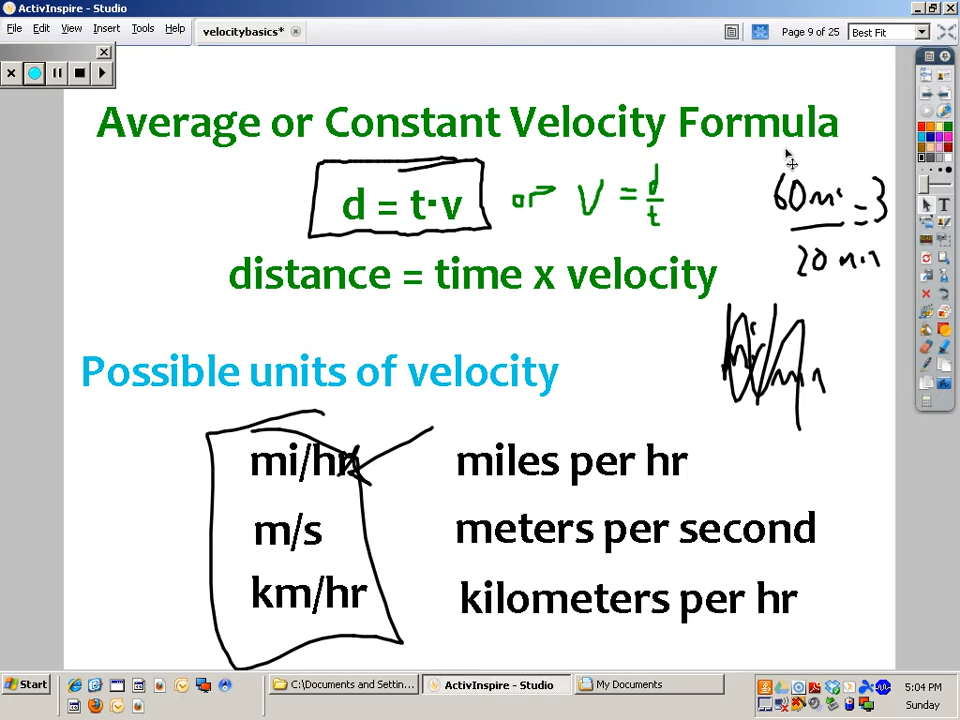 ActivInspire - Studio
File Edit View Insert Tools Help
velocitybasics*
Page 9 of 25
Best Fit
Average or Constant Velocity Formula
d = t·v or V = d/t
60 mi / 20 min = 3
distance = time x velocity
Possible units of velocity
mi/hr miles per hr
m/s meters per second
km/hr kilometers per hr
Start
C:\Documents and Settin...
ActivInspire - Studio
My Documents
5:04 PM
Sunday